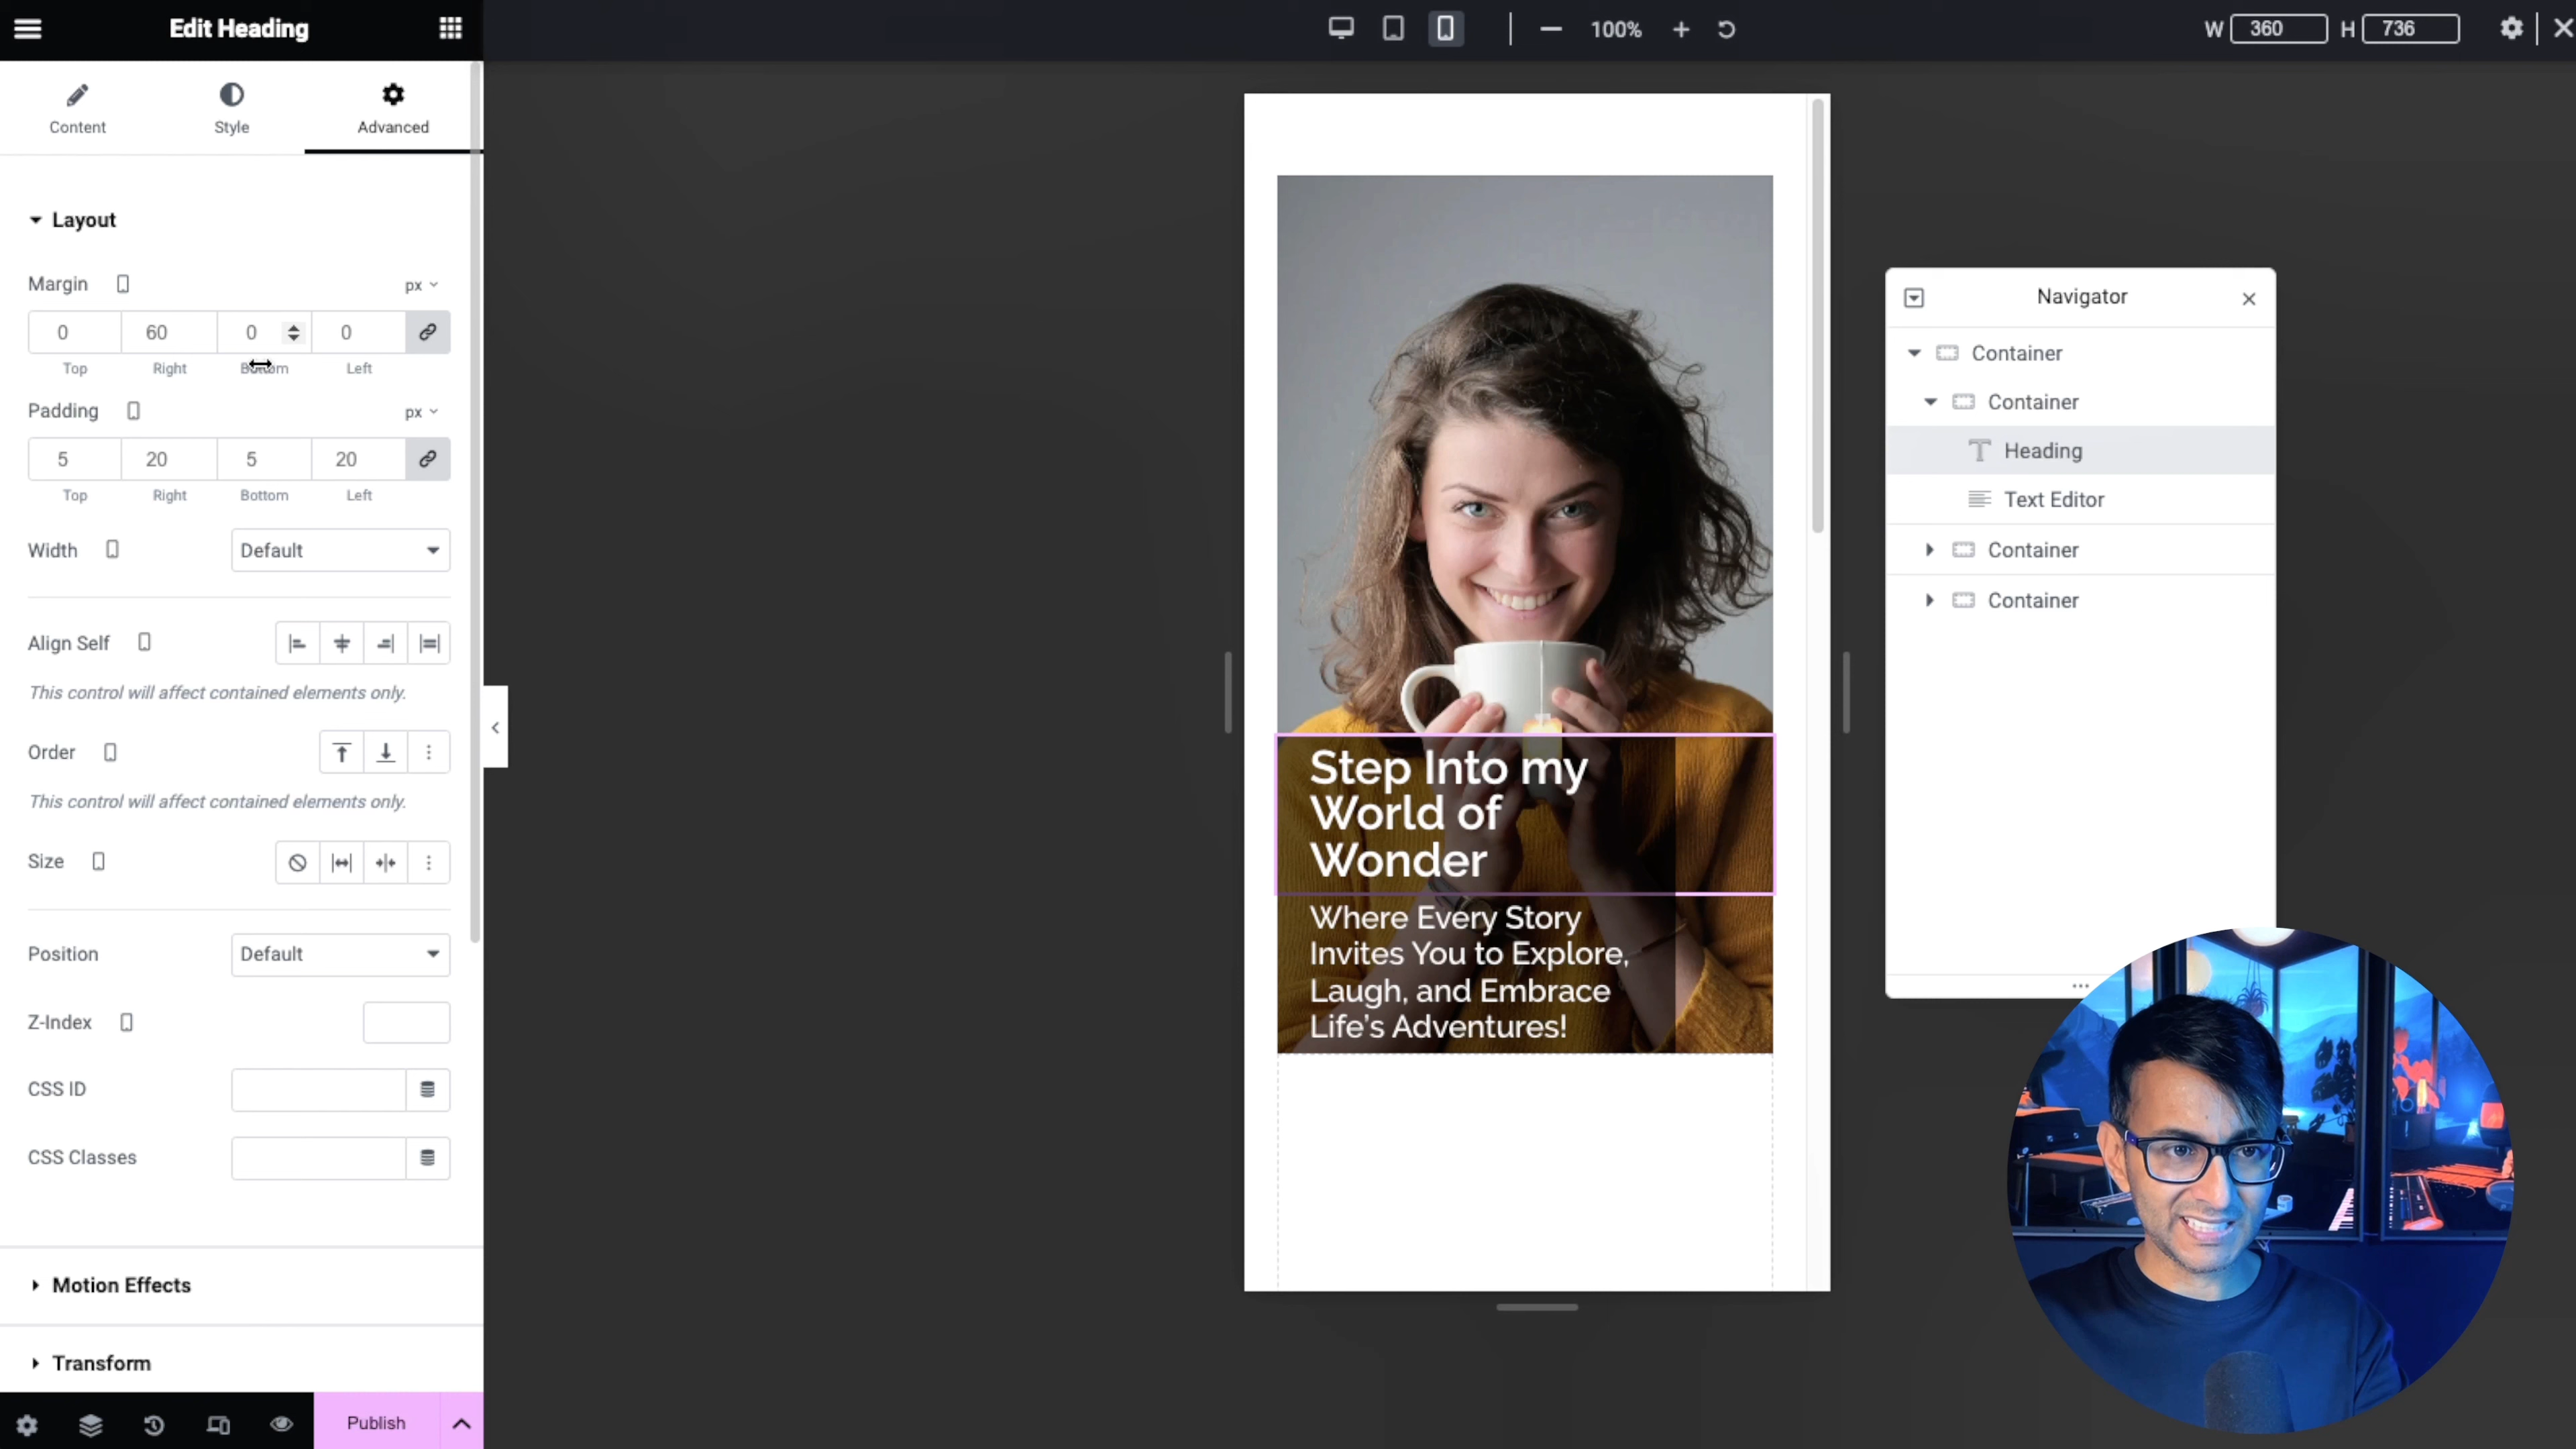 Edit Heading
100%
W 360 H 736
Content Style Advanced
Layout
Margin px
0 60 0 0
Top Right Bottom Left
Padding px
5 20 5 20
Top Right Bottom Left
Width Default
Align Self
This control will affect contained elements only.
Order
This control will affect contained elements only.
Size
Position Default
Z-Index
CSS ID
CSS Classes
Motion Effects
Transform
Publish
Step Into my
World of
Wonder
Where Every Story
Invites You to Explore,
Laugh, and Embrace
Life's Adventures!
Navigator
Container
Container
Heading
Text Editor
Container
Container